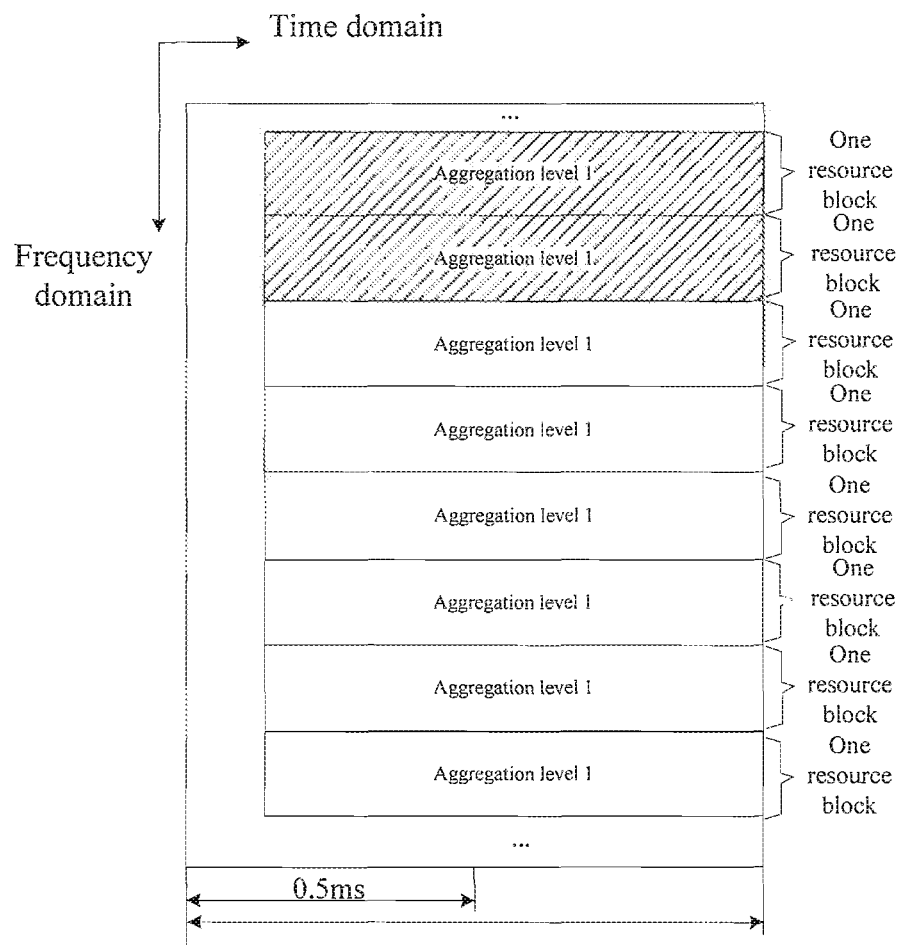 Time domain
Frequency
domain
...
Aggregation level 1
One
resource
block
Aggregation level 1
One
resource
block
Aggregation level 1
One
resource
block
Aggregation level 1
One
resource
block
Aggregation level 1
One
resource
block
Aggregation level 1
One
resource
block
Aggregation level 1
One
resource
block
Aggregation level 1
One
resource
block
...
0.5ms